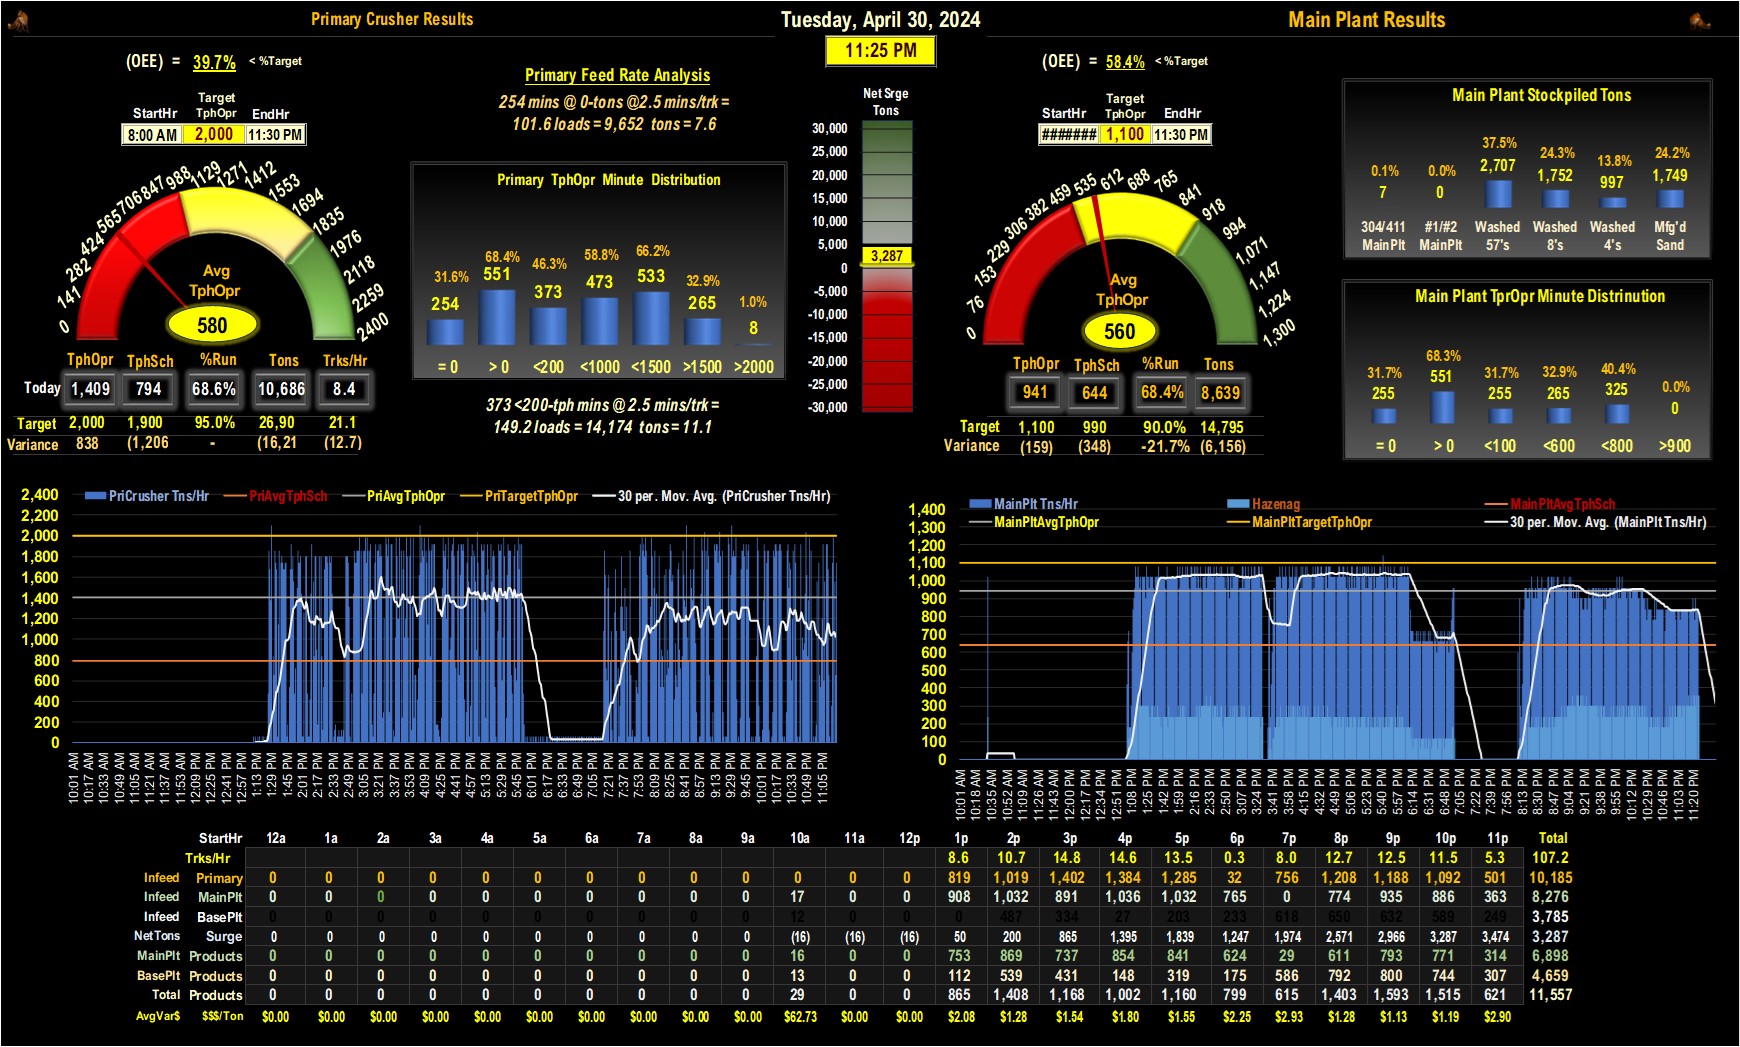 Primary Crusher Results
Tuesday, April 30, 2024
Main Plant Results
11:25 PM
(OEE) = 39.7% < %Target
StartHr Target TphOpr EndHr
8:00 AM 2,000 11:30 PM
0 141 282 424 565 706 847 988 1129 1271 1412 1553 1694 1835 1976 2118 2259 2400
Avg
TphOpr
580
TphOpr TphSch %Run Tons Trks/Hr
Today 1,409 794 68.6% 10,686 8.4
Target 2,000 1,900 95.0% 26,90 21.1
Variance 838 (1,206 - (16,21 (12.7)
Primary Feed Rate Analysis
254 mins @ 0-tons @2.5 mins/trk =
101.6 loads = 9,652 tons = 7.6
Primary TphOpr Minute Distribution
31.6% 68.4% 46.3% 58.8% 66.2% 32.9% 1.0%
254 551 373 473 533 265 8
= 0 > 0 <200 <1000 <1500 >1500 >2000
373 <200-tph mins @ 2.5 mins/trk =
149.2 loads = 14,174 tons = 11.1
Net Srge
Tons
30,000
25,000
20,000
15,000
10,000
5,000
3,287
0
-5,000
-10,000
-15,000
-20,000
-25,000
-30,000
(OEE) = 58.4% < %Target
StartHr Target TphOpr EndHr
####### 1,100 11:30 PM
0 76 153 229 306 382 459 535 612 688 765 841 918 994 1,071 1,147 1,224 1,300
Avg
TphOpr
560
TphOpr TphSch %Run Tons
941 644 68.4% 8,639
Target 1,100 990 90.0% 14,795
Variance (159) (348) -21.7% (6,156)
Main Plant Stockpiled Tons
0.1% 0.0% 37.5% 24.3% 13.8% 24.2%
7 0 2,707 1,752 997 1,749
304/411 #1/#2 Washed Washed Washed Mfg'd
MainPlt MainPlt 57's 8's 4's Sand
Main Plant TprOpr Minute Distrinution
31.7% 68.3% 31.7% 32.9% 40.4% 0.0%
255 551 255 265 325 0
= 0 > 0 <100 <600 <800 >900
PriCrusher Tns/Hr PriAvgTphSch PriAvgTphOpr PriTargetTphOpr 30 per. Mov. Avg. (PriCrusher Tns/Hr)
2,400
2,200
2,000
1,800
1,600
1,400
1,200
1,000
800
600
400
200
0
10:01 AM 10:17 AM 10:33 AM 10:49 AM 11:05 AM 11:21 AM 11:37 AM 11:53 AM 12:09 PM 12:25 PM 12:41 PM 12:57 PM 1:13 PM 1:29 PM 1:45 PM 2:01 PM 2:17 PM 2:33 PM 2:49 PM 3:05 PM 3:21 PM 3:37 PM 3:53 PM 4:09 PM 4:25 PM 4:41 PM 4:57 PM 5:13 PM 5:29 PM 5:45 PM 6:01 PM 6:17 PM 6:33 PM 6:49 PM 7:05 PM 7:21 PM 7:37 PM 7:53 PM 8:09 PM 8:25 PM 8:41 PM 8:57 PM 9:13 PM 9:29 PM 9:45 PM 10:01 PM 10:17 PM 10:33 PM 10:49 PM 11:05 PM
MainPlt Tns/Hr Hazenag MainPltAvgTphSch
MainPltAvgTphOpr MainPltTargetTphOpr 30 per. Mov. Avg. (MainPlt Tns/Hr)
1,400
1,300
1,200
1,100
1,000
900
800
700
600
500
400
300
200
100
0
10:01 AM 10:18 AM 10:35 AM 10:52 AM 11:09 AM 11:26 AM 11:43 AM 12:00 PM 12:17 PM 12:34 PM 12:51 PM 1:08 PM 1:25 PM 1:42 PM 1:59 PM 2:16 PM 2:33 PM 2:50 PM 3:07 PM 3:24 PM 3:41 PM 3:58 PM 4:15 PM 4:32 PM 4:49 PM 5:06 PM 5:23 PM 5:40 PM 5:57 PM 6:14 PM 6:31 PM 6:48 PM 7:05 PM 7:22 PM 7:39 PM 7:56 PM 8:13 PM 8:30 PM 8:47 PM 9:04 PM 9:21 PM 9:38 PM 9:55 PM 10:12 PM 10:29 PM 10:46 PM 11:03 PM 11:20 PM
StartHr 12a 1a 2a 3a 4a 5a 6a 7a 8a 9a 10a 11a 12p 1p 2p 3p 4p 5p 6p 7p 8p 9p 10p 11p Total
Trks/Hr 8.6 10.7 14.8 14.6 13.5 0.3 8.0 12.7 12.5 11.5 5.3 107.2
Infeed Primary 0 0 0 0 0 0 0 0 0 0 0 0 0 819 1,019 1,402 1,384 1,285 32 756 1,208 1,188 1,092 501 10,185
Infeed MainPlt 0 0 0 0 0 0 0 0 0 0 17 0 0 908 1,032 891 1,036 1,032 765 0 774 935 886 363 8,276
Infeed BasePlt 0 0 0 0 0 0 0 0 0 0 12 0 0 0 487 334 27 203 233 618 650 632 589 249 3,785
NetTons Surge 0 0 0 0 0 0 0 0 0 0 (16) (16) (16) 50 200 865 1,395 1,839 1,247 1,974 2,571 2,966 3,287 3,474 3,287
MainPlt Products 0 0 0 0 0 0 0 0 0 0 16 0 0 753 869 737 854 841 624 29 611 793 771 314 6,898
BasePlt Products 0 0 0 0 0 0 0 0 0 0 13 0 0 112 539 431 148 319 175 586 792 800 744 307 4,659
Total Products 0 0 0 0 0 0 0 0 0 0 29 0 0 865 1,408 1,168 1,002 1,160 799 615 1,403 1,593 1,515 621 11,557
AvgVar$ $$$/Ton $0.00 $0.00 $0.00 $0.00 $0.00 $0.00 $0.00 $0.00 $0.00 $0.00 $62.73 $0.00 $0.00 $2.08 $1.28 $1.54 $1.80 $1.55 $2.25 $2.93 $1.28 $1.13 $1.19 $2.90